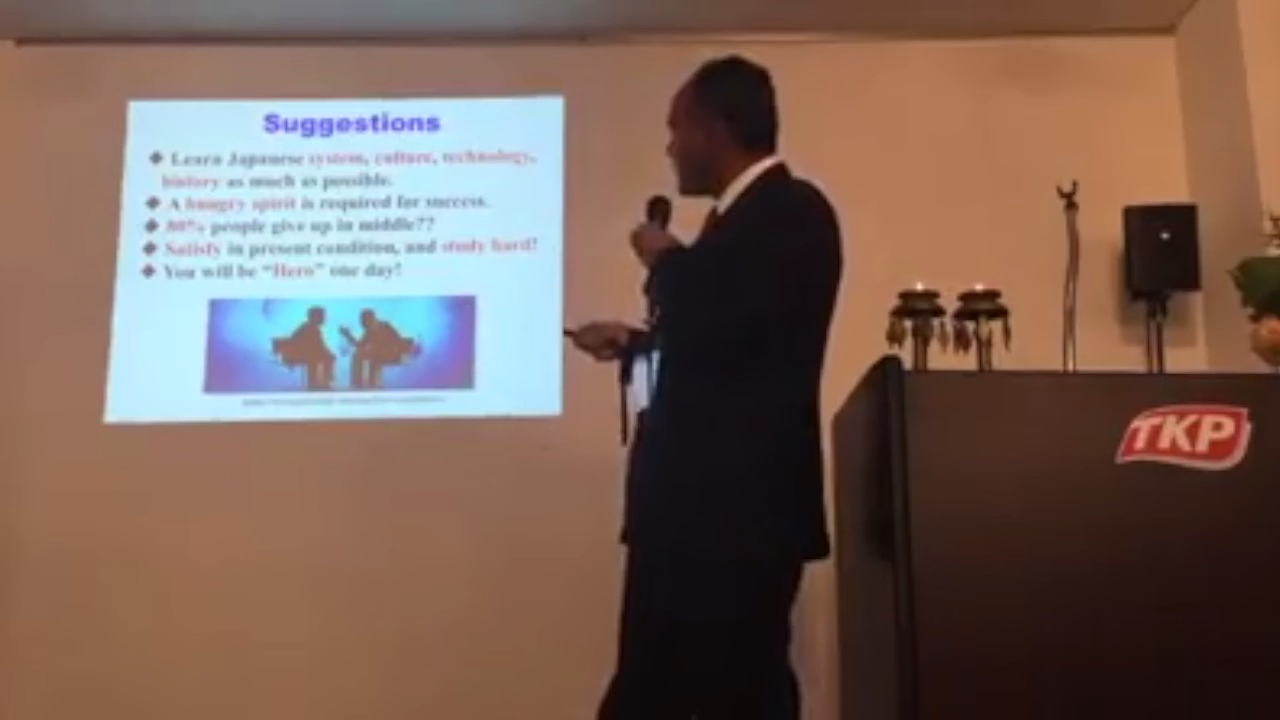 Suggestions
❖ Learn Japanese system, culture, technology,
history as much as possible.
❖ A hungry spirit is required for success.
❖ 80% people give up in middle??
❖ Satisfy in present condition, and study hard!
❖ You will be “Hero” one day!
TKP